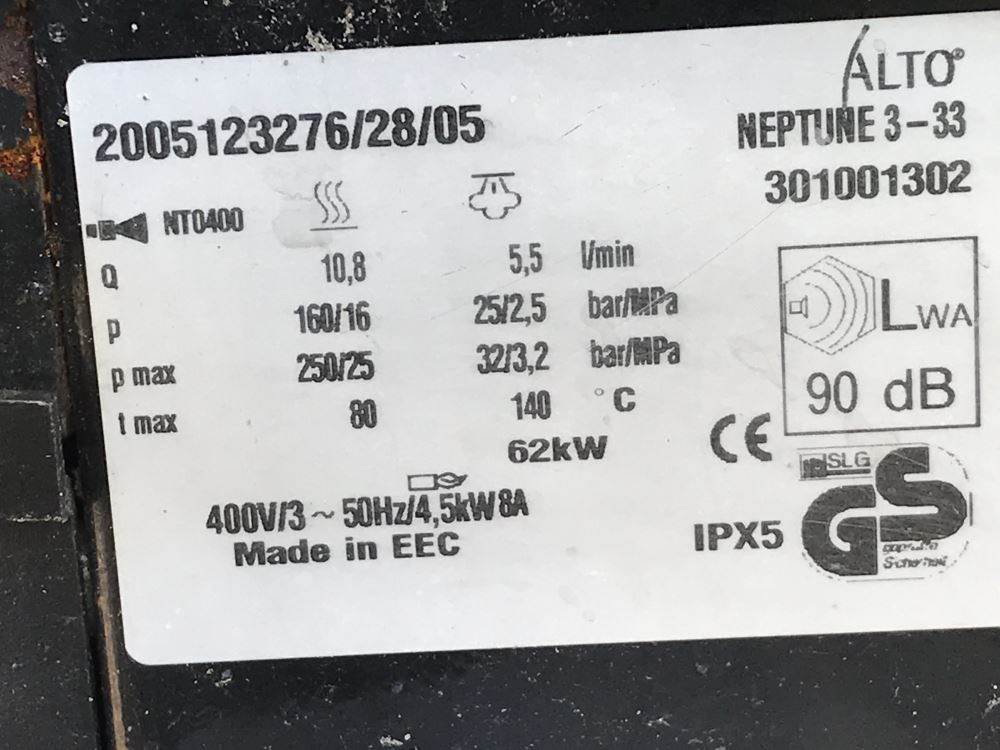 ALTO®
2005123276/28/05
NEPTUNE 3-33
301001302
NT0400
Q 10,8 5,5 l/min
p 160/16 25/2,5 bar/MPa
p max 250/25 32/3,2 bar/MPa
t max 80 140 °C
62kW
LWA
90 dB
CE
400V/3 ~ 50Hz/4,5kW 8A
Made in EEC
IPX5
SLG
GS
geprüfte
Sicherheit